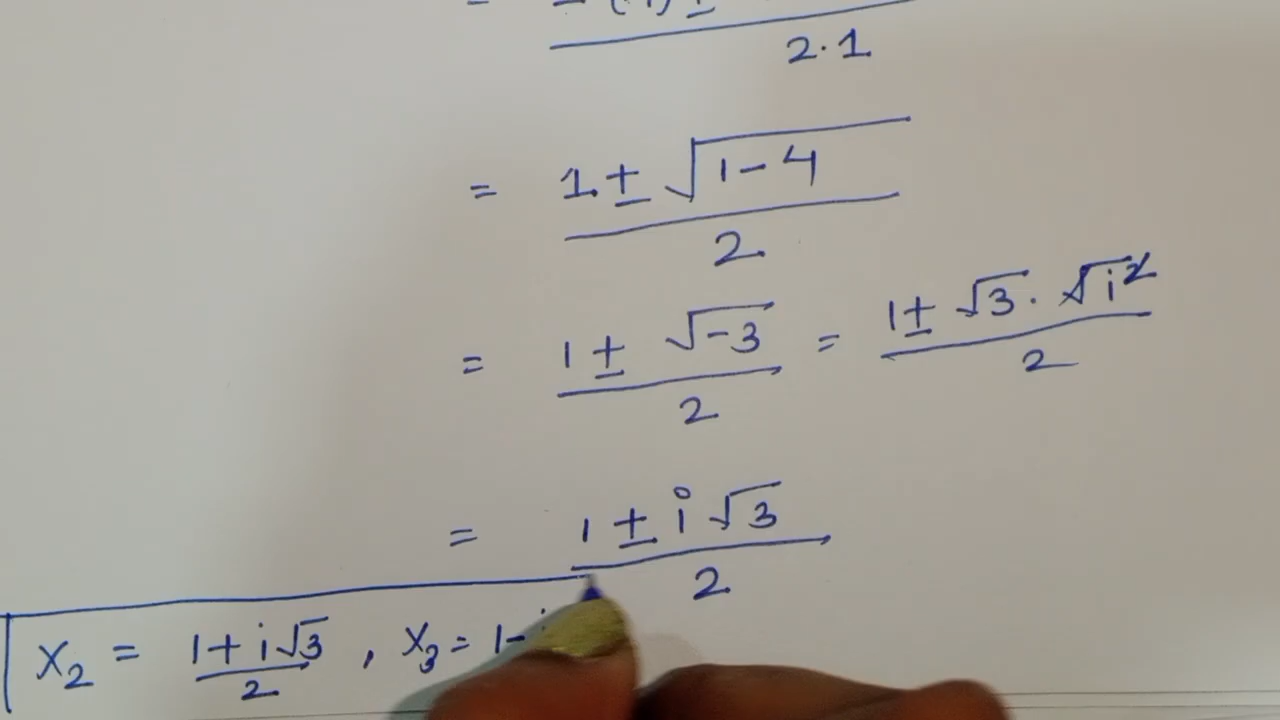 2·1
= 1 ± √1-4 / 2
= 1 ± √-3 / 2 = 1 ± √3 · √i² / 2
= 1 ± i √3 / 2
x₂ = 1 + i√3 / 2 , x₃ = 1 -